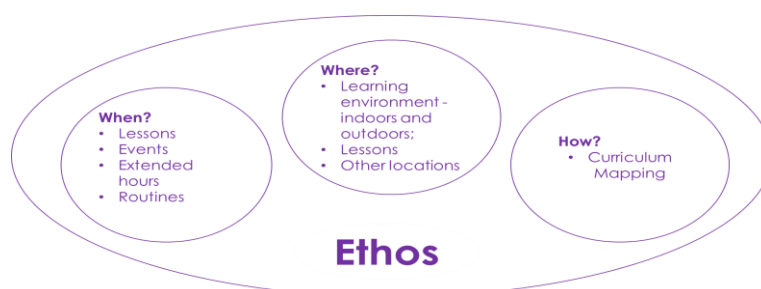 When?
• Lessons
• Events
• Extended
hours
• Routines
Where?
• Learning
environment -
indoors and
outdoors;
• Lessons
• Other locations
How?
• Curriculum
Mapping
Ethos